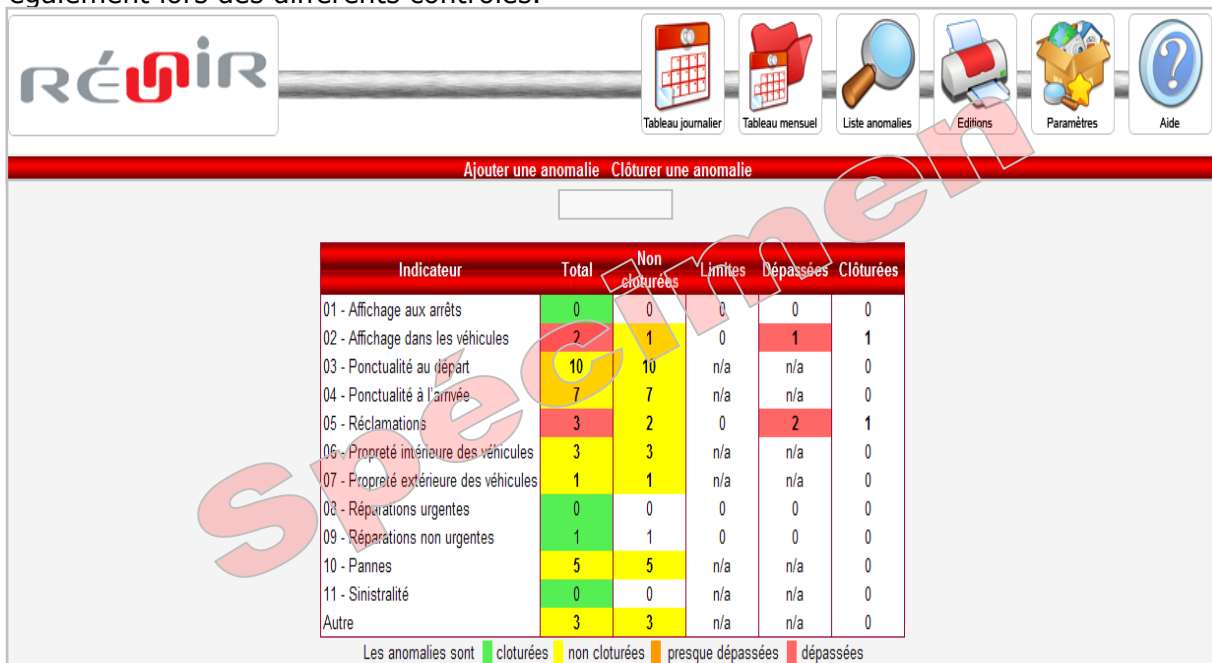 également lors des différents contrôles.
RÉUNIR
Tableau journalier Tableau mensuel Liste anomalies Editions Paramètres Aide
Ajouter une anomalie Clôturer une anomalie
Indicateur Total Non cloturées Limites Dépassées Clôturées
01 - Affichage aux arrêts 0 0 0 0 0
02 - Affichage dans les véhicules 2 1 0 1 1
03 - Ponctualité au départ 10 10 n/a n/a 0
04 - Ponctualité à l'arrivée 7 7 n/a n/a 0
05 - Réclamations 3 2 0 2 1
06 - Propreté intérieure des véhicules 3 3 n/a n/a 0
07 - Propreté extérieure des véhicules 1 1 n/a n/a 0
08 - Réparations urgentes 0 0 0 0 0
09 - Réparations non urgentes 1 1 0 0 0
10 - Pannes 5 5 n/a n/a 0
11 - Sinistralité 0 0 n/a n/a 0
Autre 3 3 n/a n/a 0
Les anomalies sont cloturées non cloturées presque dépassées dépassées
Spécimen